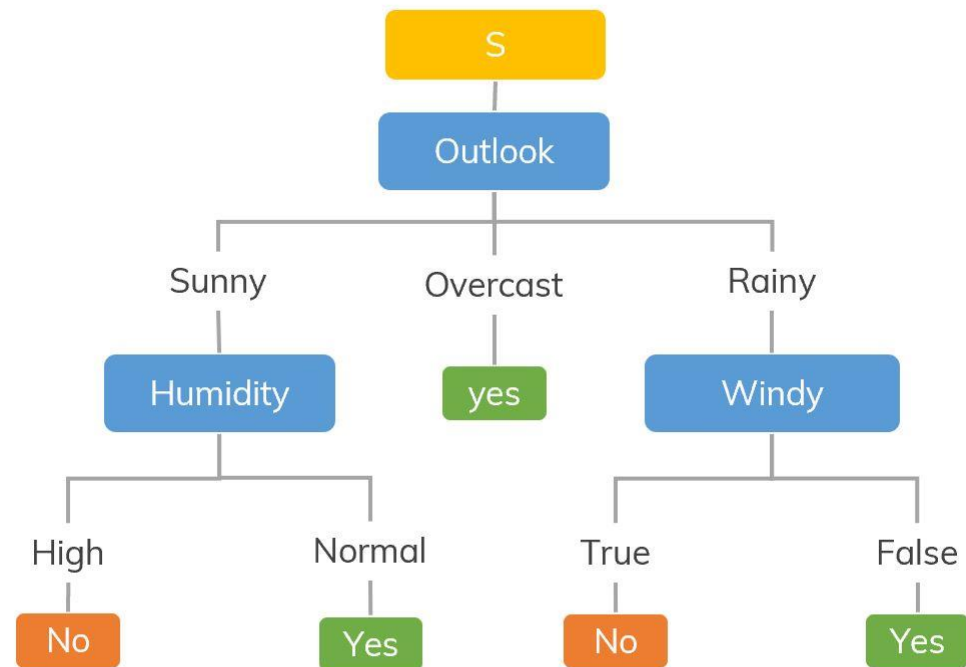 S
Outlook
Sunny
Overcast
Rainy
Humidity
yes
Windy
High
Normal
True
False
No
Yes
No
Yes